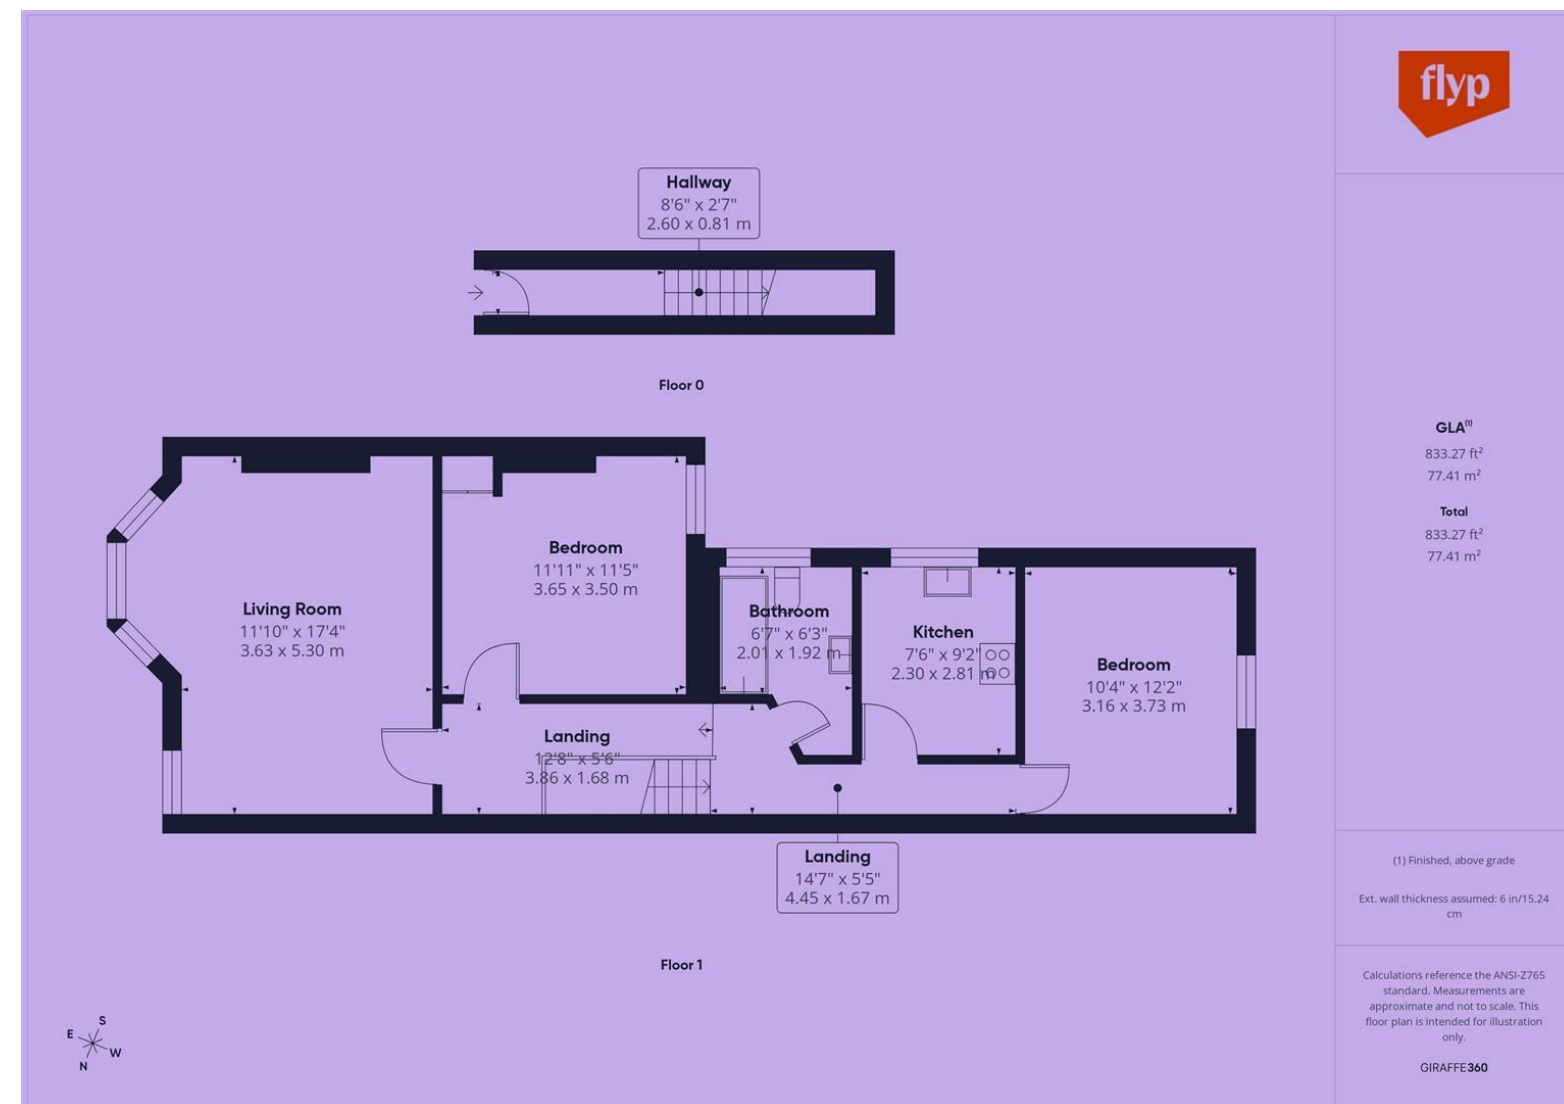 flyp
Hallway
8'6" x 2'7"
2.60 x 0.81 m
Floor 0
Living Room
11'10" x 17'4"
3.63 x 5.30 m
Bedroom
11'11" x 11'5"
3.65 x 3.50 m
Bathroom
6'7" x 6'3"
2.01 x 1.92 m
Kitchen
7'6" x 9'2"
2.30 x 2.81 m
Bedroom
10'4" x 12'2"
3.16 x 3.73 m
Landing
12'8" x 5'6"
3.86 x 1.68 m
Landing
14'7" x 5'5"
4.45 x 1.67 m
Floor 1
S
E
W
N
GLA(1)
833.27 ft²
77.41 m²
Total
833.27 ft²
77.41 m²
(1) Finished, above grade
Ext. wall thickness assumed: 6 in/15.24
cm
Calculations reference the ANSI-Z765
standard. Measurements are
approximate and not to scale. This
floor plan is intended for illustration
only.
GIRAFFE360